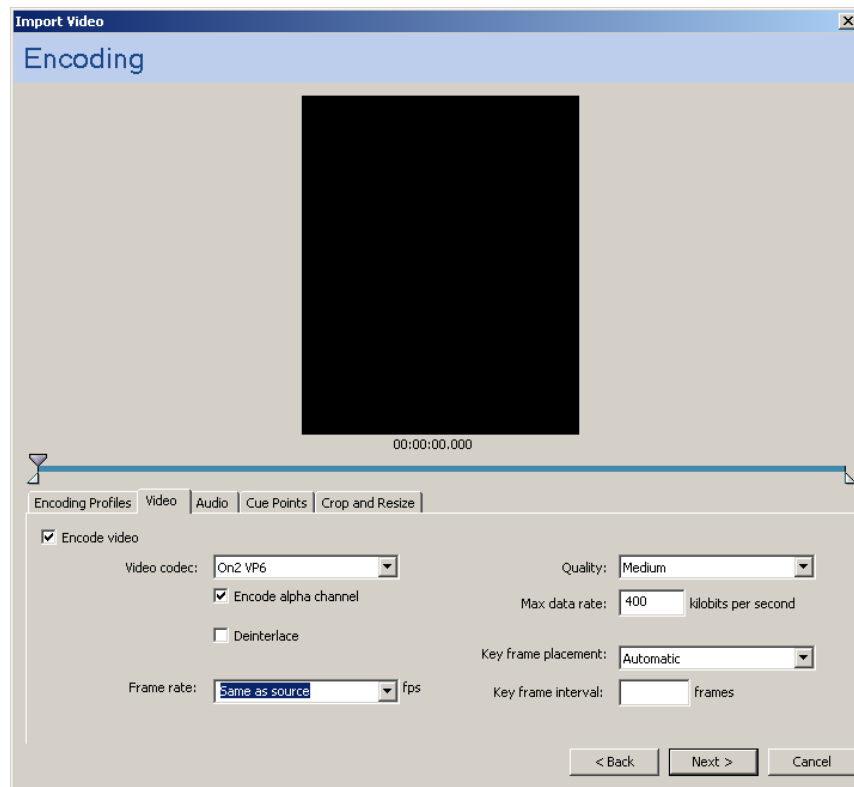 Import Video
Encoding
00:00:00.000
Encoding Profiles Video Audio Cue Points Crop and Resize
Encode video
Video codec: On2 VP6 Quality: Medium
Encode alpha channel Max data rate: 400 kilobits per second
Deinterlace
Key frame placement: Automatic
Frame rate: Same as source fps Key frame interval: frames
< Back Next > Cancel